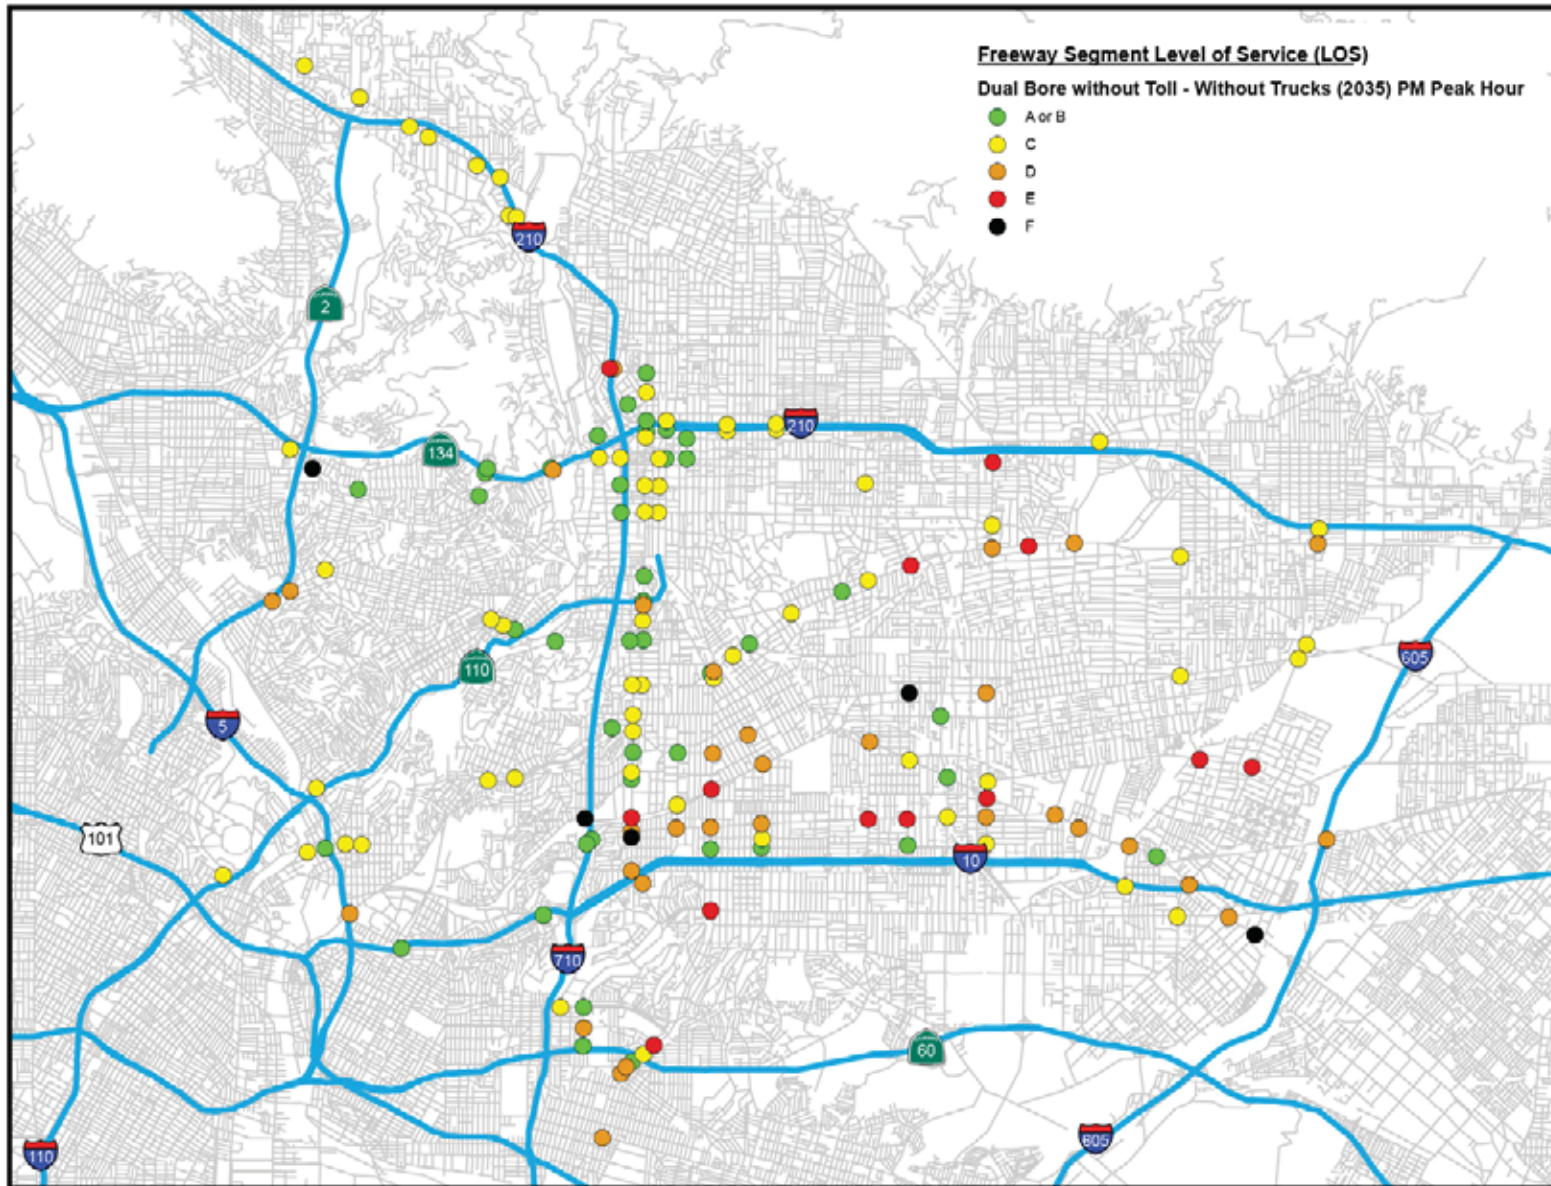 Freeway Segment Level of Service (LOS)
Dual Bore without Toll - Without Trucks (2035) PM Peak Hour
A or B
C
D
E
F
210
2
134
210
110
605
5
101
10
710
60
110
605